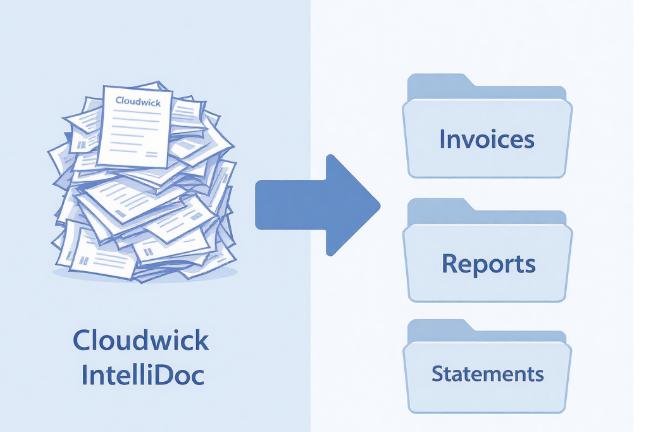 Cloudwick
Cloudwick
IntelliDoc
Invoices
Reports
Statements